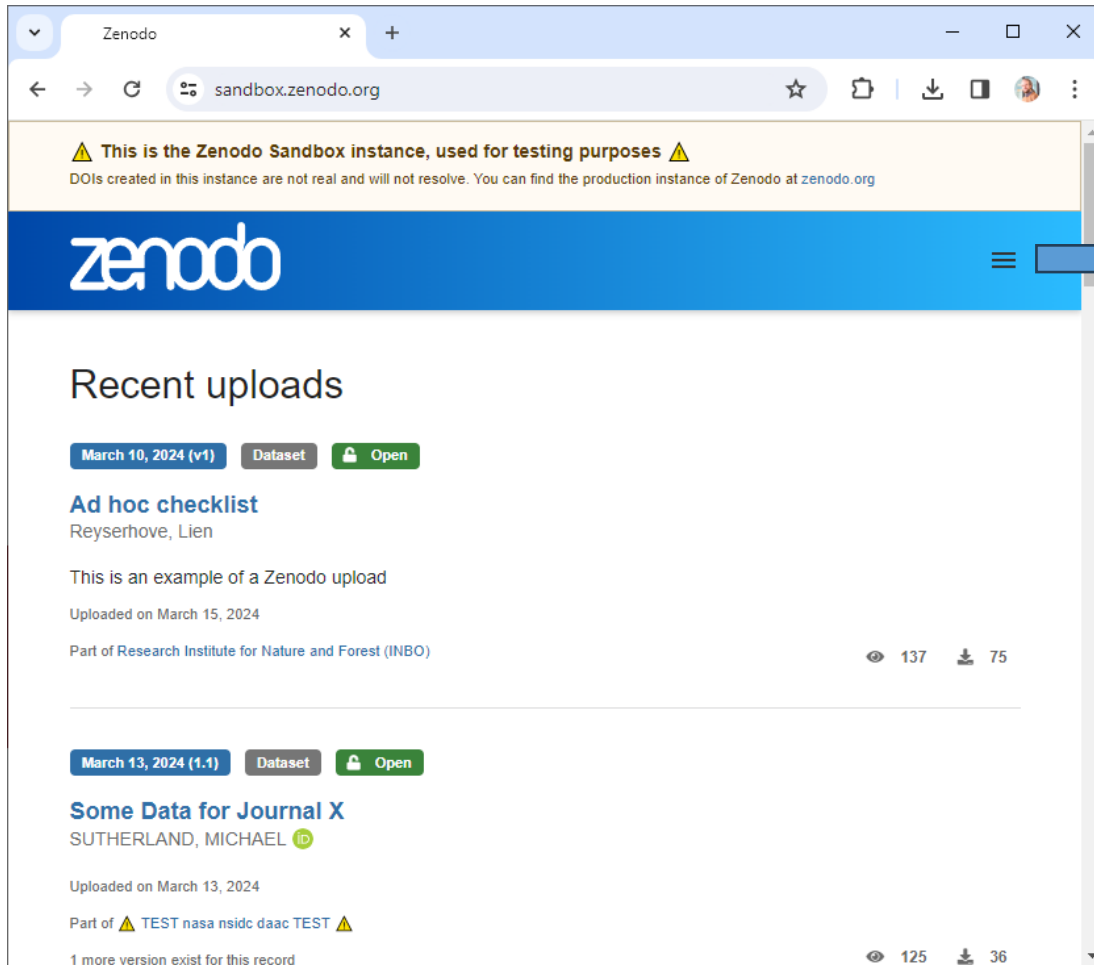 Zenodo
sandbox.zenodo.org
This is the Zenodo Sandbox instance, used for testing purposes
DOIs created in this instance are not real and will not resolve. You can find the production instance of Zenodo at zenodo.org
zenodo
Recent uploads
March 10, 2024 (v1) Dataset Open
Ad hoc checklist
Reyserhove, Lien
This is an example of a Zenodo upload
Uploaded on March 15, 2024
Part of Research Institute for Nature and Forest (INBO)
137 75
March 13, 2024 (1.1) Dataset Open
Some Data for Journal X
SUTHERLAND, MICHAEL iD
Uploaded on March 13, 2024
Part of TEST nasa nsidc daac TEST
1 more version exist for this record
125 36